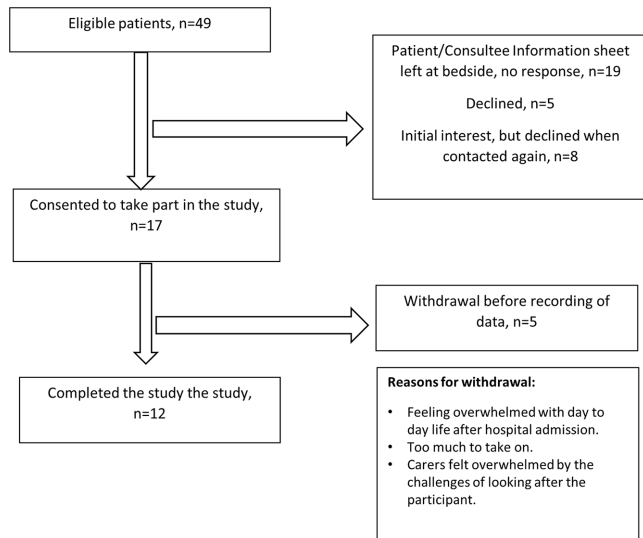 Eligible patients, n=49
Patient/Consultee Information sheet
left at bedside, no response, n=19
Declined, n=5
Initial interest, but declined when
contacted again, n=8
Consented to take part in the study,
n=17
Withdrawal before recording of
data, n=5
Completed the study the study,
n=12
Reasons for withdrawal:
• Feeling overwhelmed with day to
day life after hospital admission.
• Too much to take on.
• Carers felt overwhelmed by the
challenges of looking after the
participant.